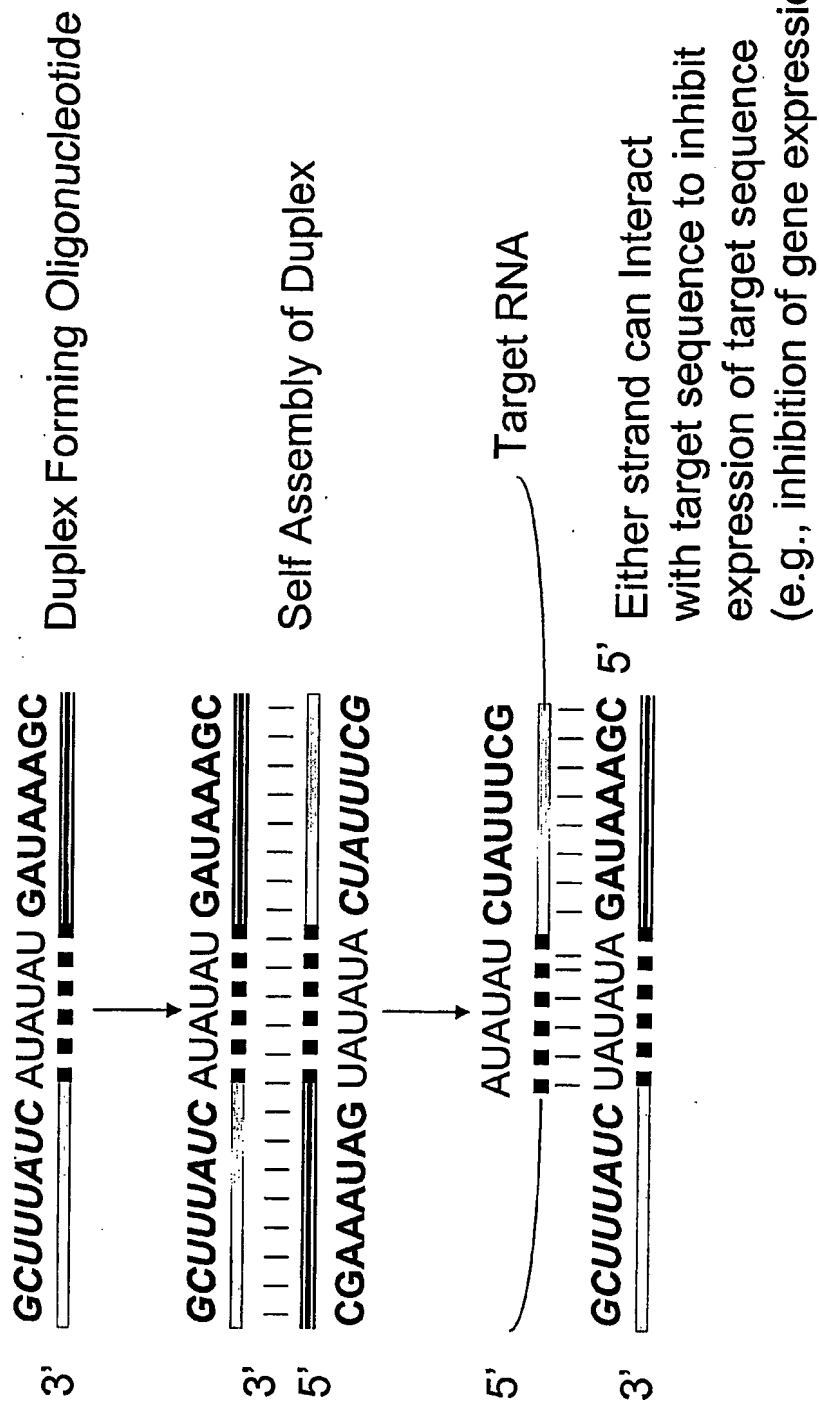 GCUUUAUC AUAUAU GAUAAAGC
3'
Duplex Forming Oligonucleotide
GCUUUAUC AUAUAU GAUAAAGC
3'
5'
CGAAAUAG UAUAUA CUAUUUCG
Self Assembly of Duplex
5'
AUAUAU CUAUUUCG
Target RNA
GCUUUAUC UAUAUA GAUAAAGC 5'
3'
Either strand can Interact
with target sequence to inhibit
expression of target sequence
(e.g., inhibition of gene expressio